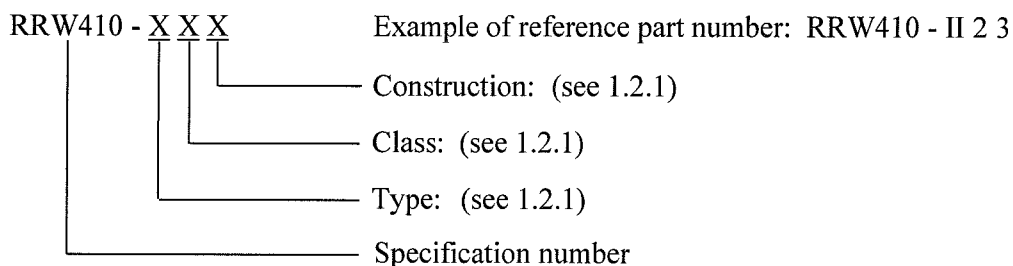 RRW410 - X X X Example of reference part number: RRW410 - II 2 3
Construction: (see 1.2.1)
Class: (see 1.2.1)
Type: (see 1.2.1)
Specification number